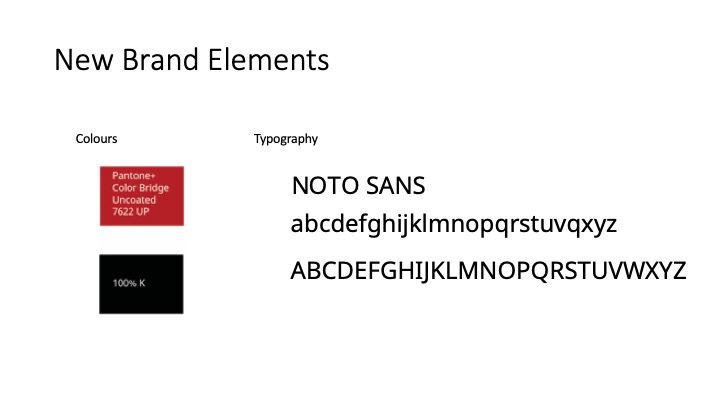 New Brand Elements
Colours
Typography
Pantone+
Color Bridge
Uncoated
7622 UP
100% K
NOTO SANS
abcdefghijklmnopqrstuvqxyz
ABCDEFGHIJKLMNOPQRSTUVWXYZ